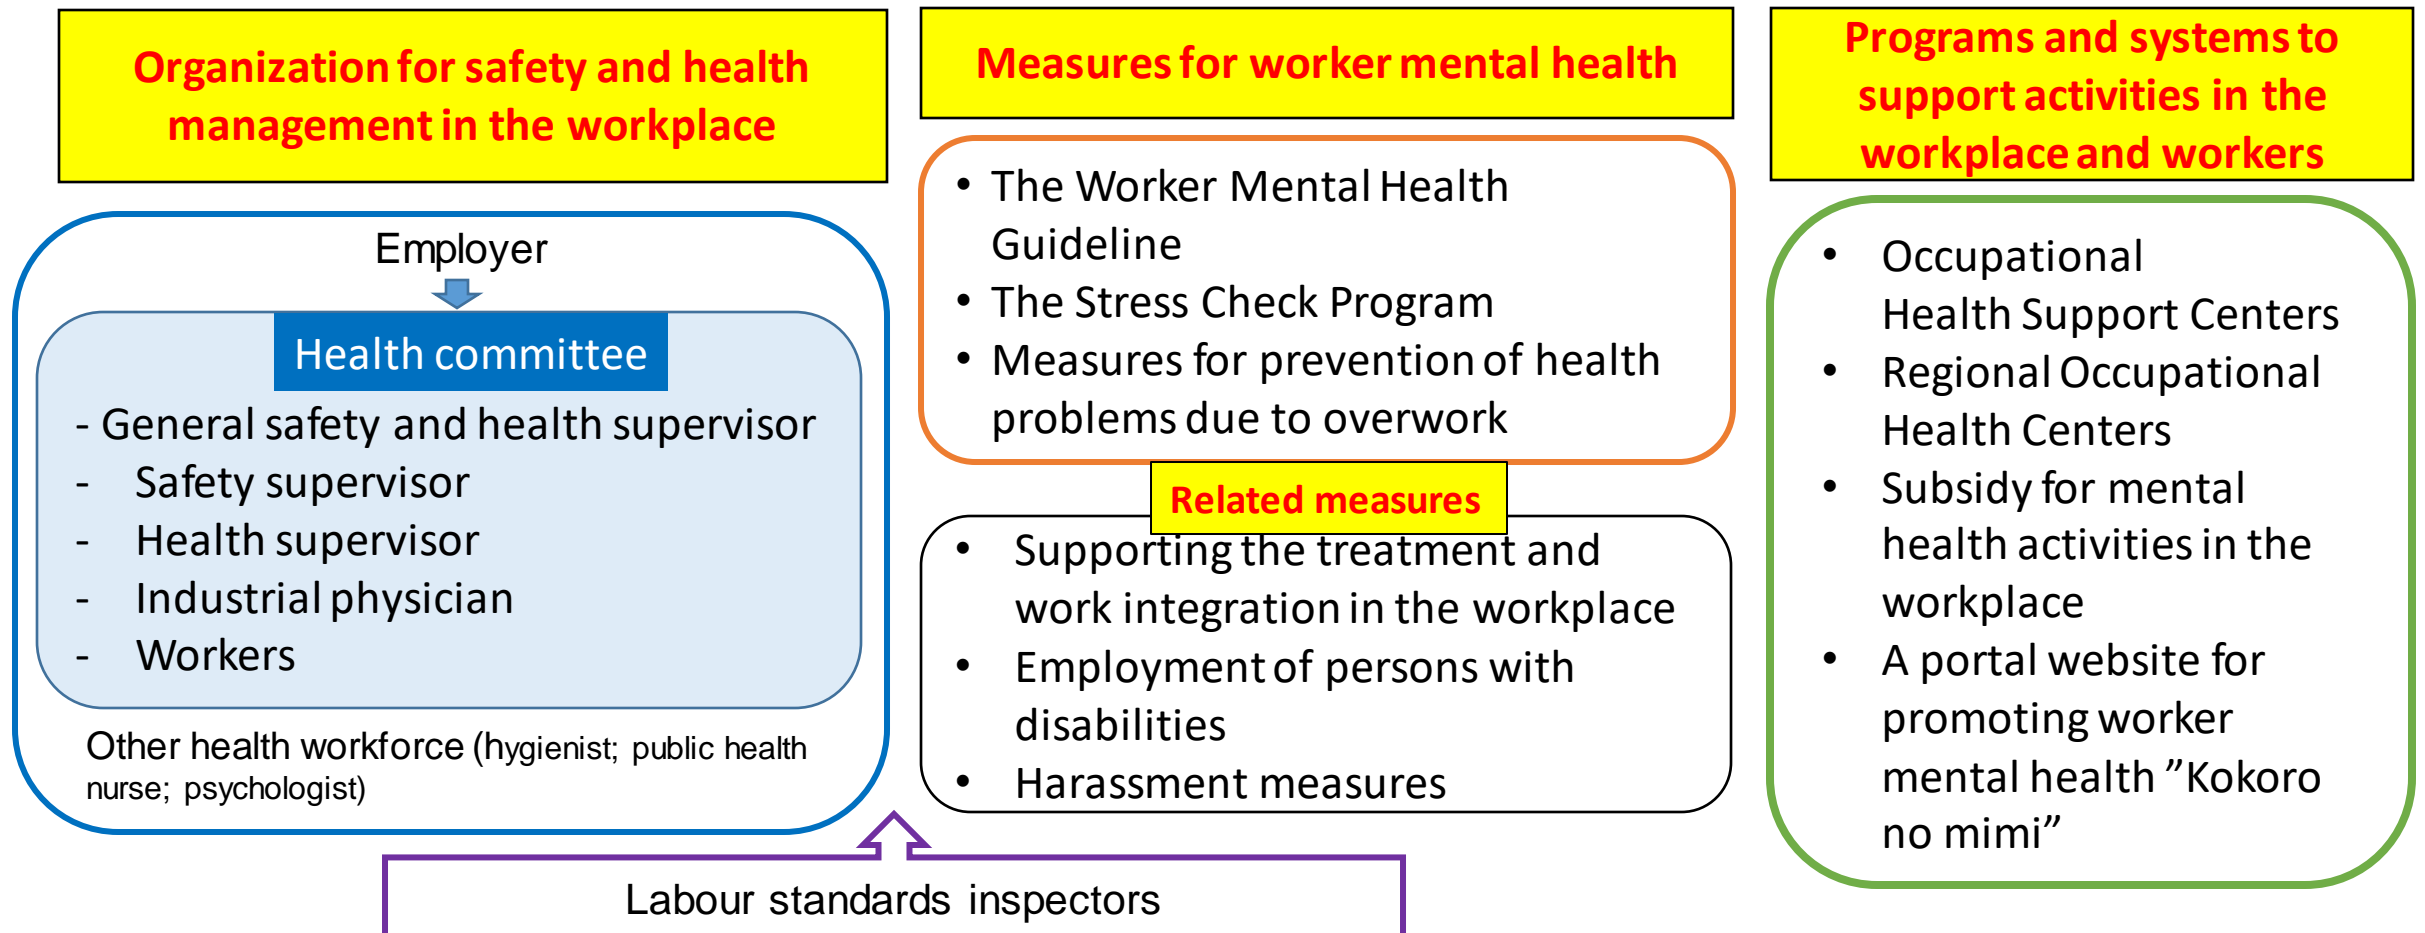 Organization for safety and health
management in the workplace
Employer
Health committee
- General safety and health supervisor
- Safety supervisor
- Health supervisor
- Industrial physician
- Workers
Other health workforce (hygienist; public health
nurse; psychologist)
Measures for worker mental health
• The Worker Mental Health
Guideline
• The Stress Check Program
• Measures for prevention of health
problems due to overwork
Related measures
• Supporting the treatment and
work integration in the workplace
• Employment of persons with
disabilities
• Harassment measures
Labour standards inspectors
Programs and systems to
support activities in the
workplace and workers
• Occupational
Health Support Centers
• Regional Occupational
Health Centers
• Subsidy for mental
health activities in the
workplace
• A portal website for
promoting worker
mental health ”Kokoro
no mimi”